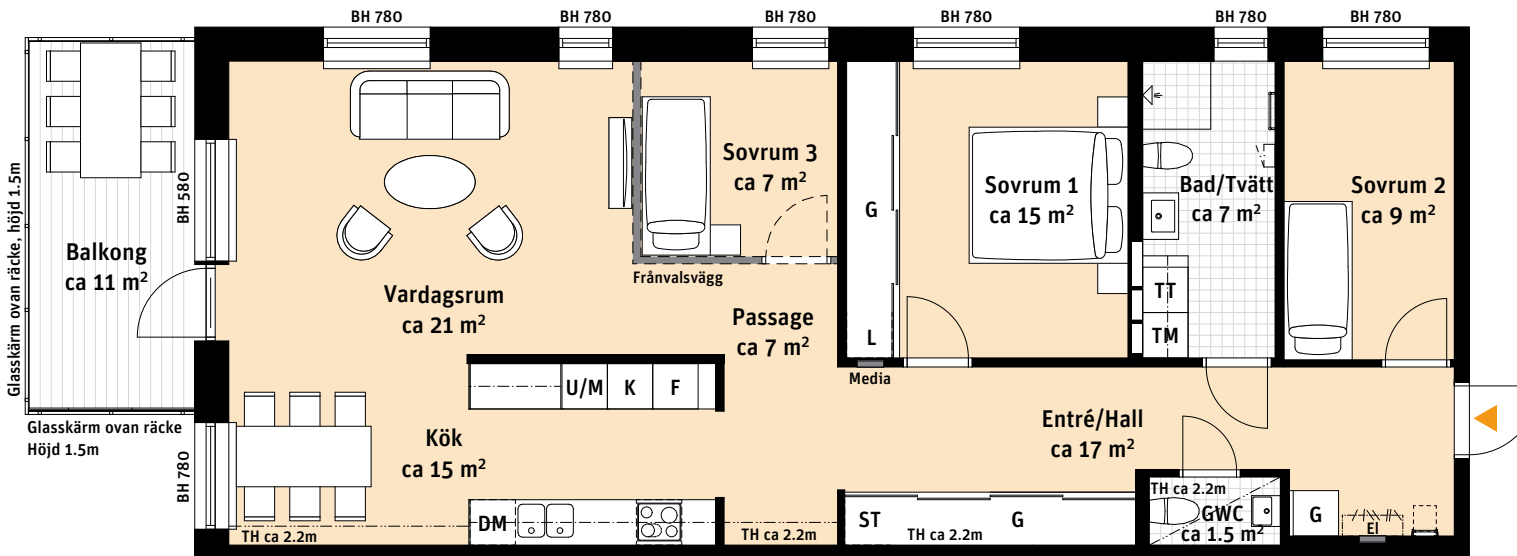 BH 780
BH 780
BH 780
BH 780
BH 780
BH 780
Glasskärm ovan räcke, höjd 1.5m
BH 580
Balkong
ca 11 m²
Vardagsrum
ca 21 m²
Sovrum 3
ca 7 m²
Frånvalsvägg
Passage
ca 7 m²
G
L
Media
Sovrum 1
ca 15 m²
Bad/Tvätt
ca 7 m²
TT
TM
Sovrum 2
ca 9 m²
Glasskärm ovan räcke
Höjd 1.5m
BH 780
U/M
K
F
Kök
ca 15 m²
Entré/Hall
ca 17 m²
TH ca 2.2m
DM
TH ca 2.2m
ST
G
TH ca 2.2m
TH ca 2.2m
GWC
ca 1.5 m²
G
El